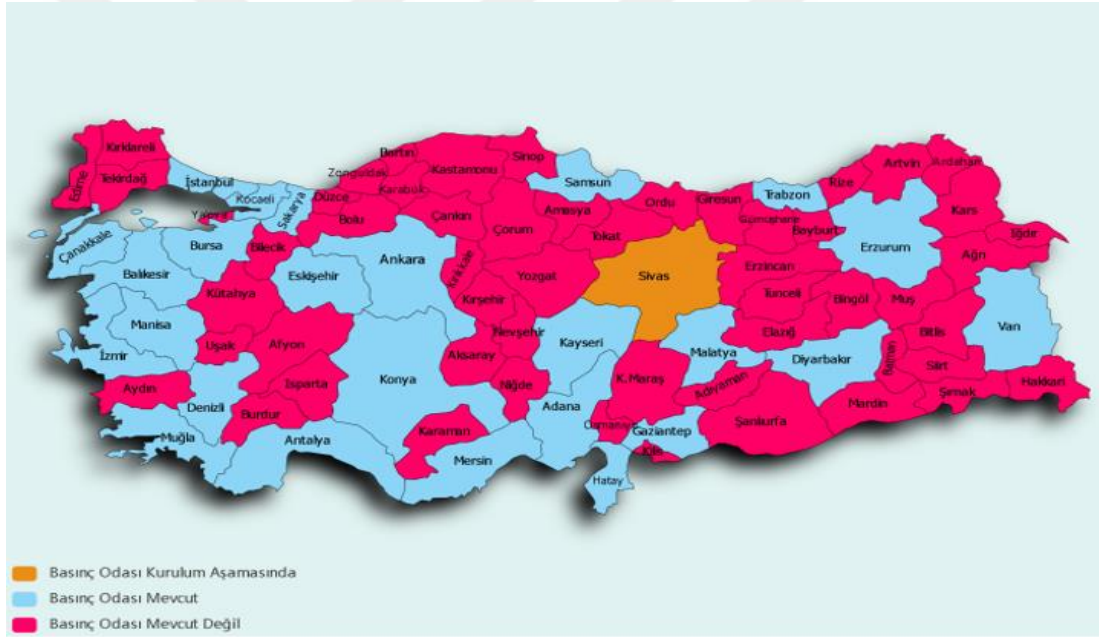 Kırklareli
Edirne
Tekirdağ
İstanbul
Kocaeli
Sakarya
Yalova
Düzce
Zonguldak
Bartın
Karabük
Kastamonu
Sinop
Samsun
Bolu
Çankırı
Çorum
Amasya
Tokat
Ordu
Giresun
Gümüşhane
Trabzon
Bayburt
Rize
Artvin
Ardahan
Kars
Iğdır
Ağrı
Erzurum
Çanakkale
Balıkesir
Bursa
Bilecik
Eskişehir
Ankara
Kırıkkale
Kırşehir
Yozgat
Sivas
Erzincan
Tunceli
Bingöl
Muş
Bitlis
Van
Manisa
Kütahya
Uşak
Afyon
İzmir
Aydın
Denizli
Isparta
Burdur
Muğla
Antalya
Konya
Aksaray
Nevşehir
Niğde
Kayseri
Karaman
Mersin
Adana
Osmaniye
Hatay
K.Maraş
Malatya
Elazığ
Adıyaman
Gaziantep
Kilis
Şanlıurfa
Diyarbakır
Batman
Siirt
Mardin
Şırnak
Hakkari
Basınç Odası Kurulum Aşamasında
Basınç Odası Mevcut
Basınç Odası Mevcut Değil